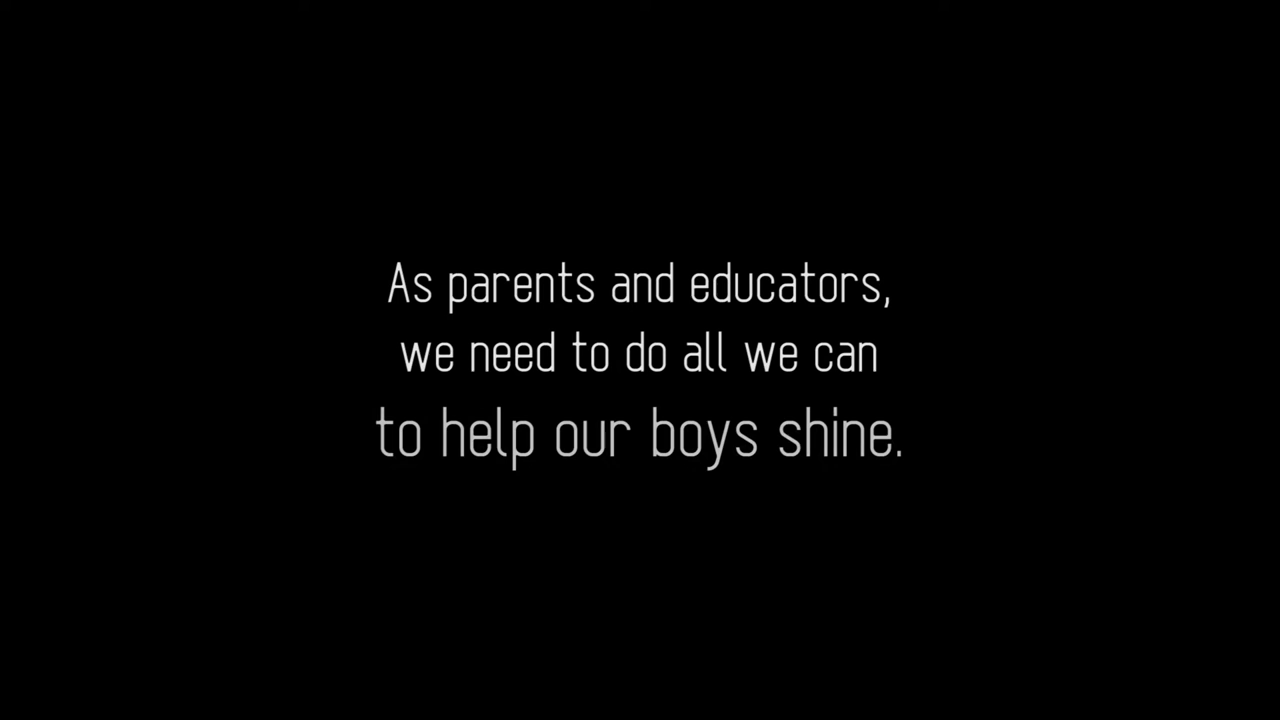 As parents and educators,
we need to do all we can
to help our boys shine.